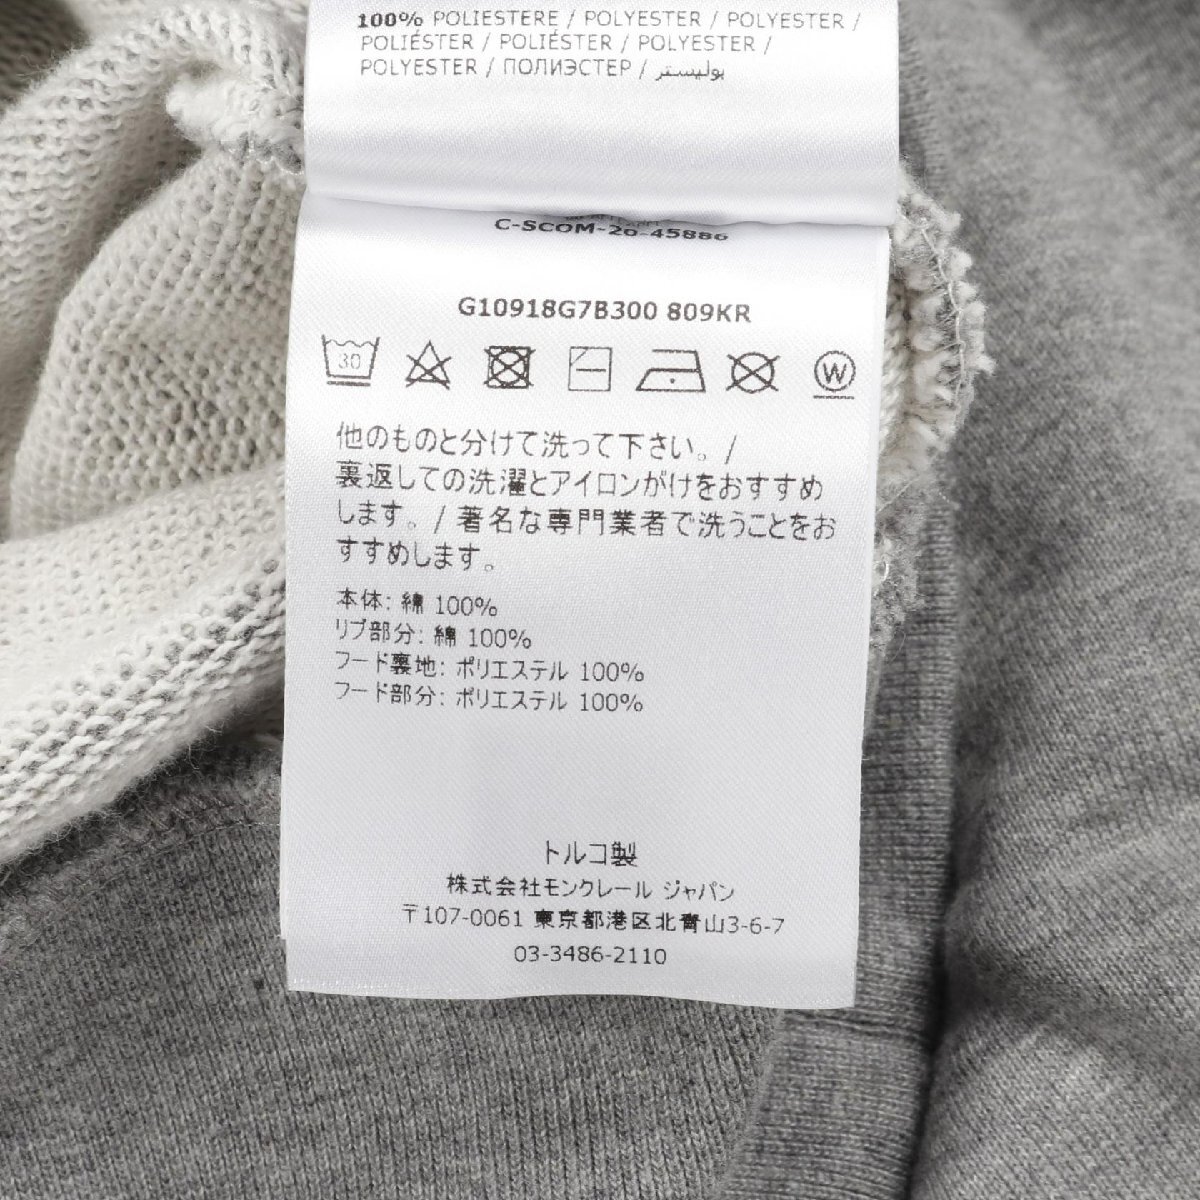 100% POLIESTERE / POLYESTER / POLYESTER /
POLIÉSTER / POLIÉSTER / POLYESTER /
POLYESTER / ПОЛИЭСТЕР / بوليستر
C-SCOM-20-45886
G10918G7B300 809KR
30
W
他のものと分けて洗って下さい。/
裏返しての洗濯とアイロンがけをおすすめ
します。/ 著名な専門業者で洗うことをお
すすめします。
本体: 綿 100%
リブ部分: 綿 100%
フード裏地: ポリエステル 100%
フード部分: ポリエステル 100%
トルコ製
株式会社モンクレール ジャパン
〒107-0061 東京都港区北青山3-6-7
03-3486-2110